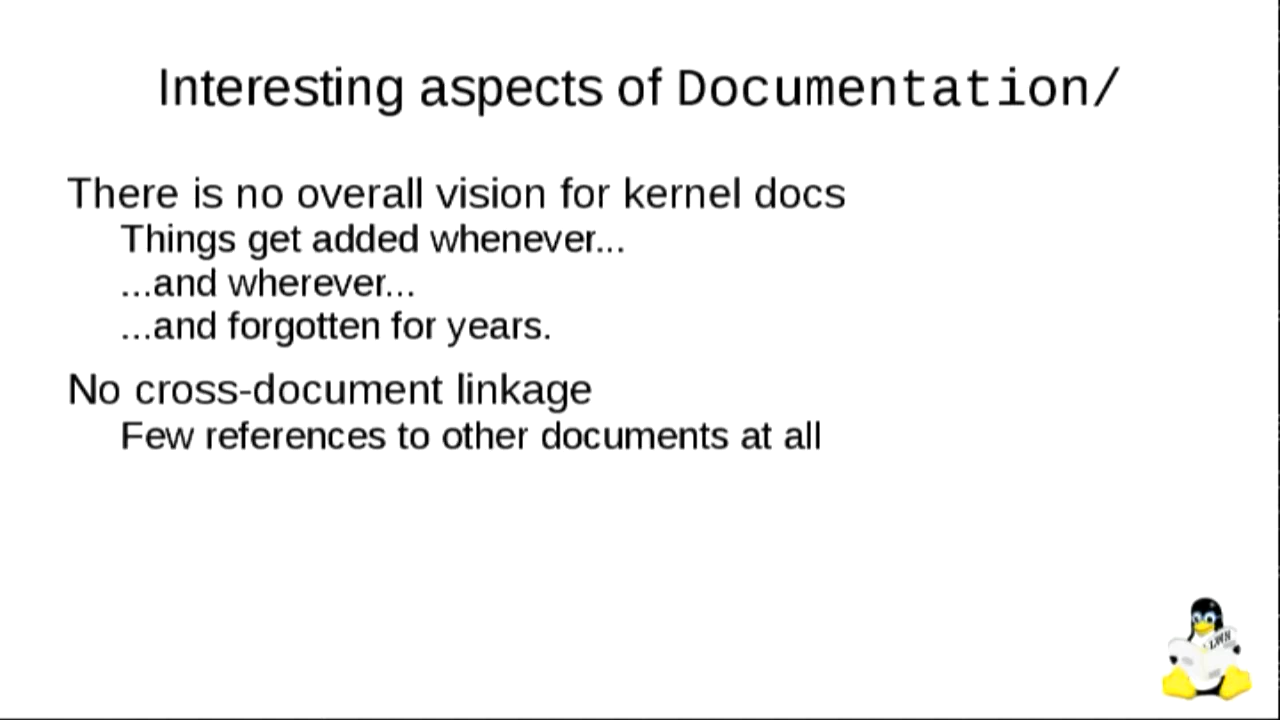 Interesting aspects of Documentation/
There is no overall vision for kernel docs
Things get added whenever...
...and wherever...
...and forgotten for years.
No cross-document linkage
Few references to other documents at all
LWN